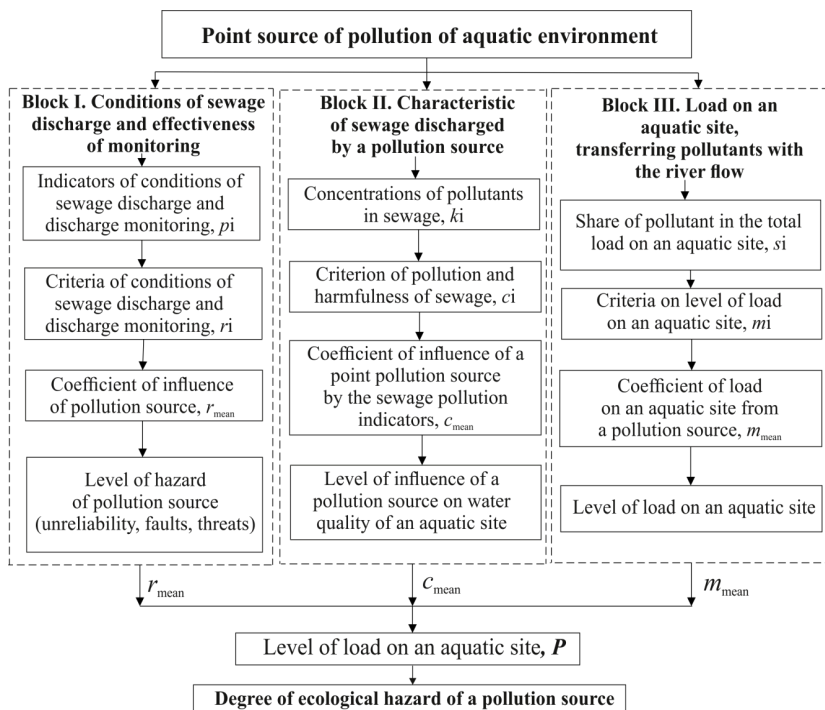 Point source of pollution of aquatic environment
Block I. Conditions of sewage
discharge and effectiveness
of monitoring
Indicators of conditions of
sewage discharge and
discharge monitoring, pi
Criteria of conditions of
sewage discharge and
discharge monitoring, ri
Coefficient of influence
of pollution source, rmean
Level of hazard
of pollution source
(unreliability, faults, threats)
Block II. Characteristic
of sewage discharged
by a pollution source
Concentrations of pollutants
in sewage, ki
Criterion of pollution and
harmfulness of sewage, ci
Coefficient of influence of a
point pollution source
by the sewage pollution
indicators, cmean
Level of influence of a
pollution source on water
quality of an aquatic site
Block III. Load on an
aquatic site,
transferring pollutants with
the river flow
Share of pollutant in the total
load on an aquatic site, si
Criteria on level of load
on an aquatic site, mi
Coefficient of load
on an aquatic site from
a pollution source, mmean
Level of load on an aquatic site
rmean
cmean
mmean
Level of load on an aquatic site, P
Degree of ecological hazard of a pollution source